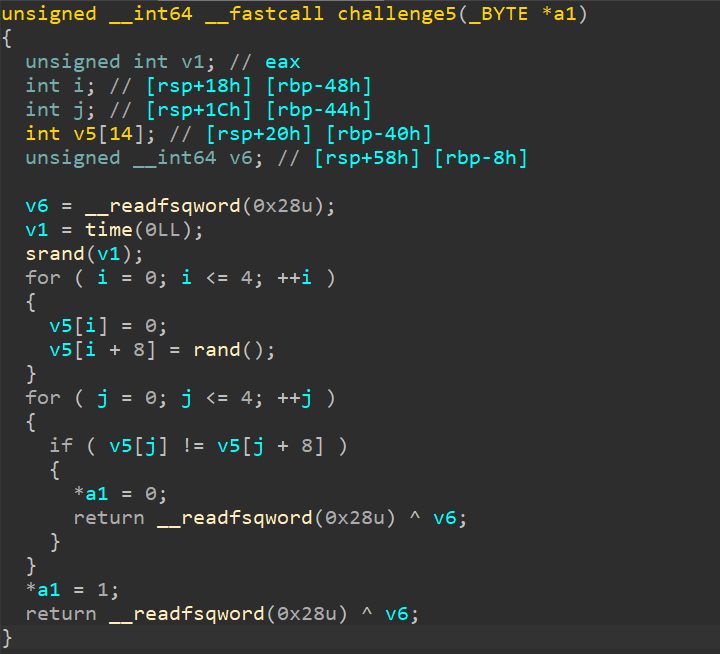 unsigned __int64 __fastcall challenge5(_BYTE *a1)
{
  unsigned int v1; // eax
  int i; // [rsp+18h] [rbp-48h]
  int j; // [rsp+1Ch] [rbp-44h]
  int v5[14]; // [rsp+20h] [rbp-40h]
  unsigned __int64 v6; // [rsp+58h] [rbp-8h]

  v6 = __readfsqword(0x28u);
  v1 = time(0LL);
  srand(v1);
  for ( i = 0; i <= 4; ++i )
  {
    v5[i] = 0;
    v5[i + 8] = rand();
  }
  for ( j = 0; j <= 4; ++j )
  {
    if ( v5[j] != v5[j + 8] )
    {
      *a1 = 0;
      return __readfsqword(0x28u) ^ v6;
    }
  }
  *a1 = 1;
  return __readfsqword(0x28u) ^ v6;
}